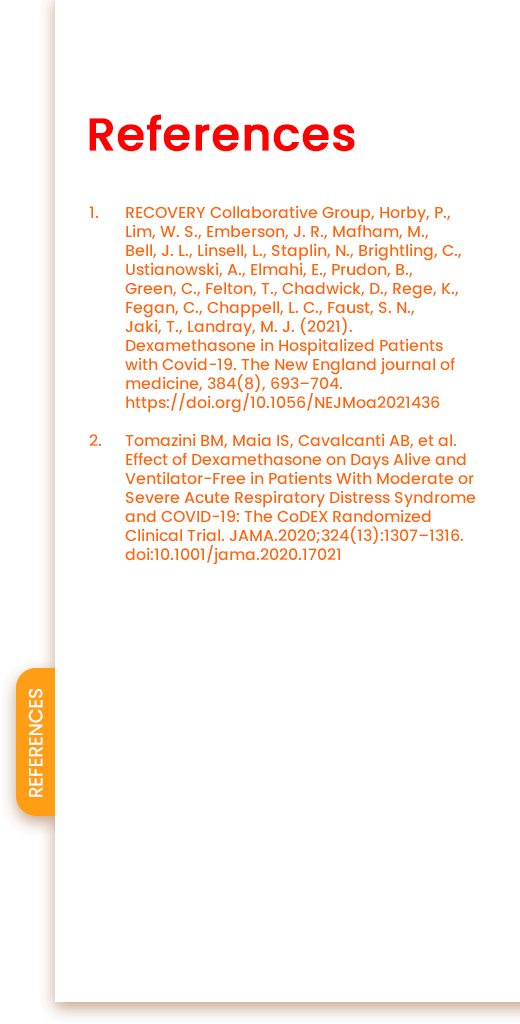 References
1. RECOVERY Collaborative Group, Horby, P.,
Lim, W. S., Emberson, J. R., Mafham, M.,
Bell, J. L., Linsell, L., Staplin, N., Brightling, C.,
Ustianowski, A., Elmahi, E., Prudon, B.,
Green, C., Felton, T., Chadwick, D., Rege, K.,
Fegan, C., Chappell, L. C., Faust, S. N.,
Jaki, T., Landray, M. J. (2021).
Dexamethasone in Hospitalized Patients
with Covid-19. The New England journal of
medicine, 384(8), 693–704.
https://doi.org/10.1056/NEJMoa2021436
2. Tomazini BM, Maia IS, Cavalcanti AB, et al.
Effect of Dexamethasone on Days Alive and
Ventilator-Free in Patients With Moderate or
Severe Acute Respiratory Distress Syndrome
and COVID-19: The CoDEX Randomized
Clinical Trial. JAMA.2020;324(13):1307–1316.
doi:10.1001/jama.2020.17021
REFERENCES